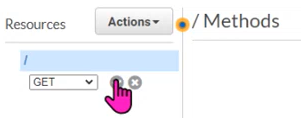 Resources
Actions
/ Methods
/
GET